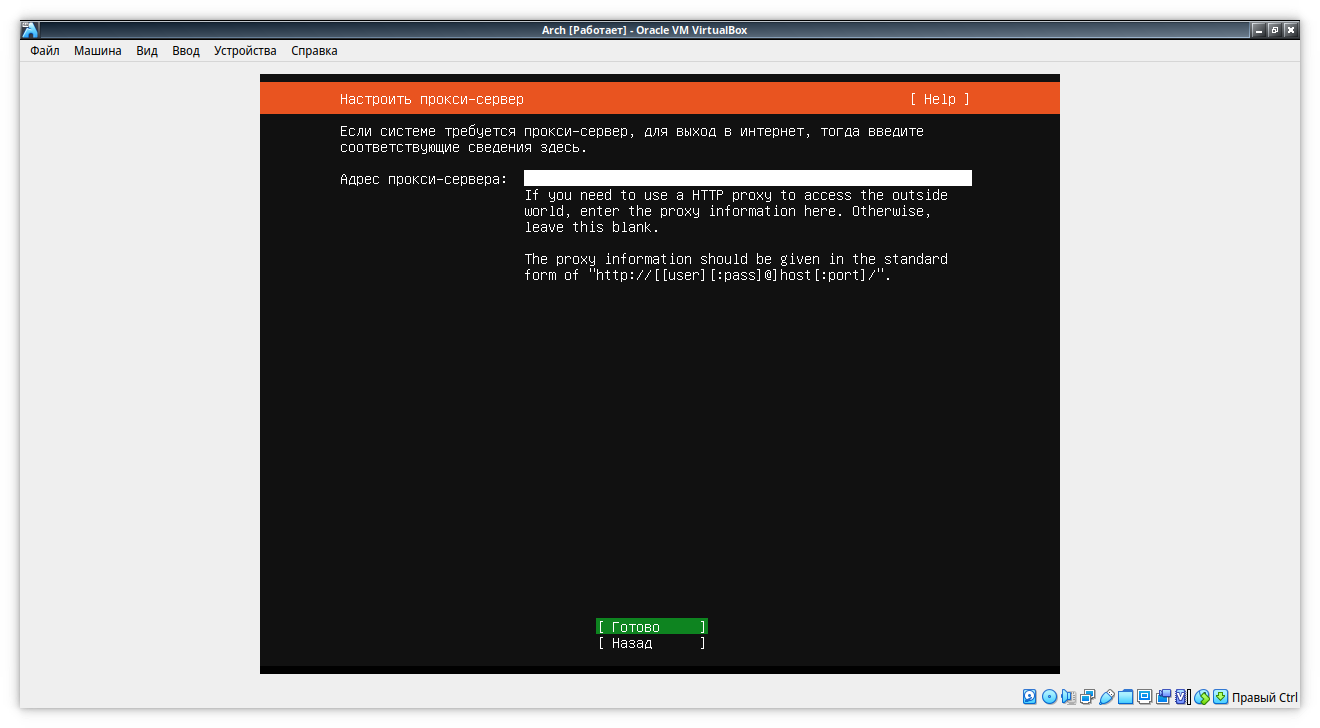 Arch [Работает] - Oracle VM VirtualBox
Файл Машина Вид Ввод Устройства Справка
Настроить прокси-сервер [ Help ]
Если системе требуется прокси-сервер, для выход в интернет, тогда введите
соответствующие сведения здесь.
Адрес прокси-сервера:
If you need to use a HTTP proxy to access the outside
world, enter the proxy information here. Otherwise,
leave this blank.
The proxy information should be given in the standard
form of "http://[[user][:pass]@]host[:port]/".
[ Готово ]
[ Назад ]
Правый Ctrl